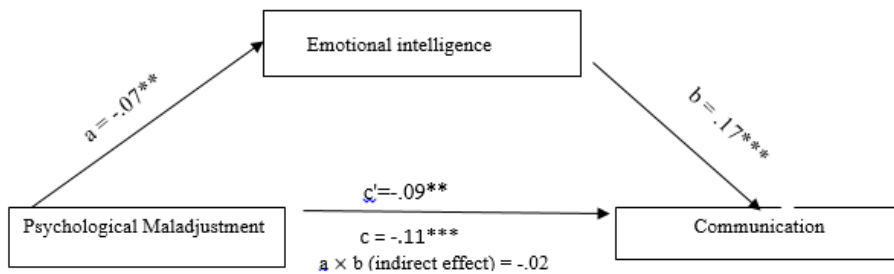 Emotional intelligence
a = -.07**
b = .17***
c'=-.09**
Psychological Maladjustment
Communication
c = -.11***
a × b (indirect effect) = -.02